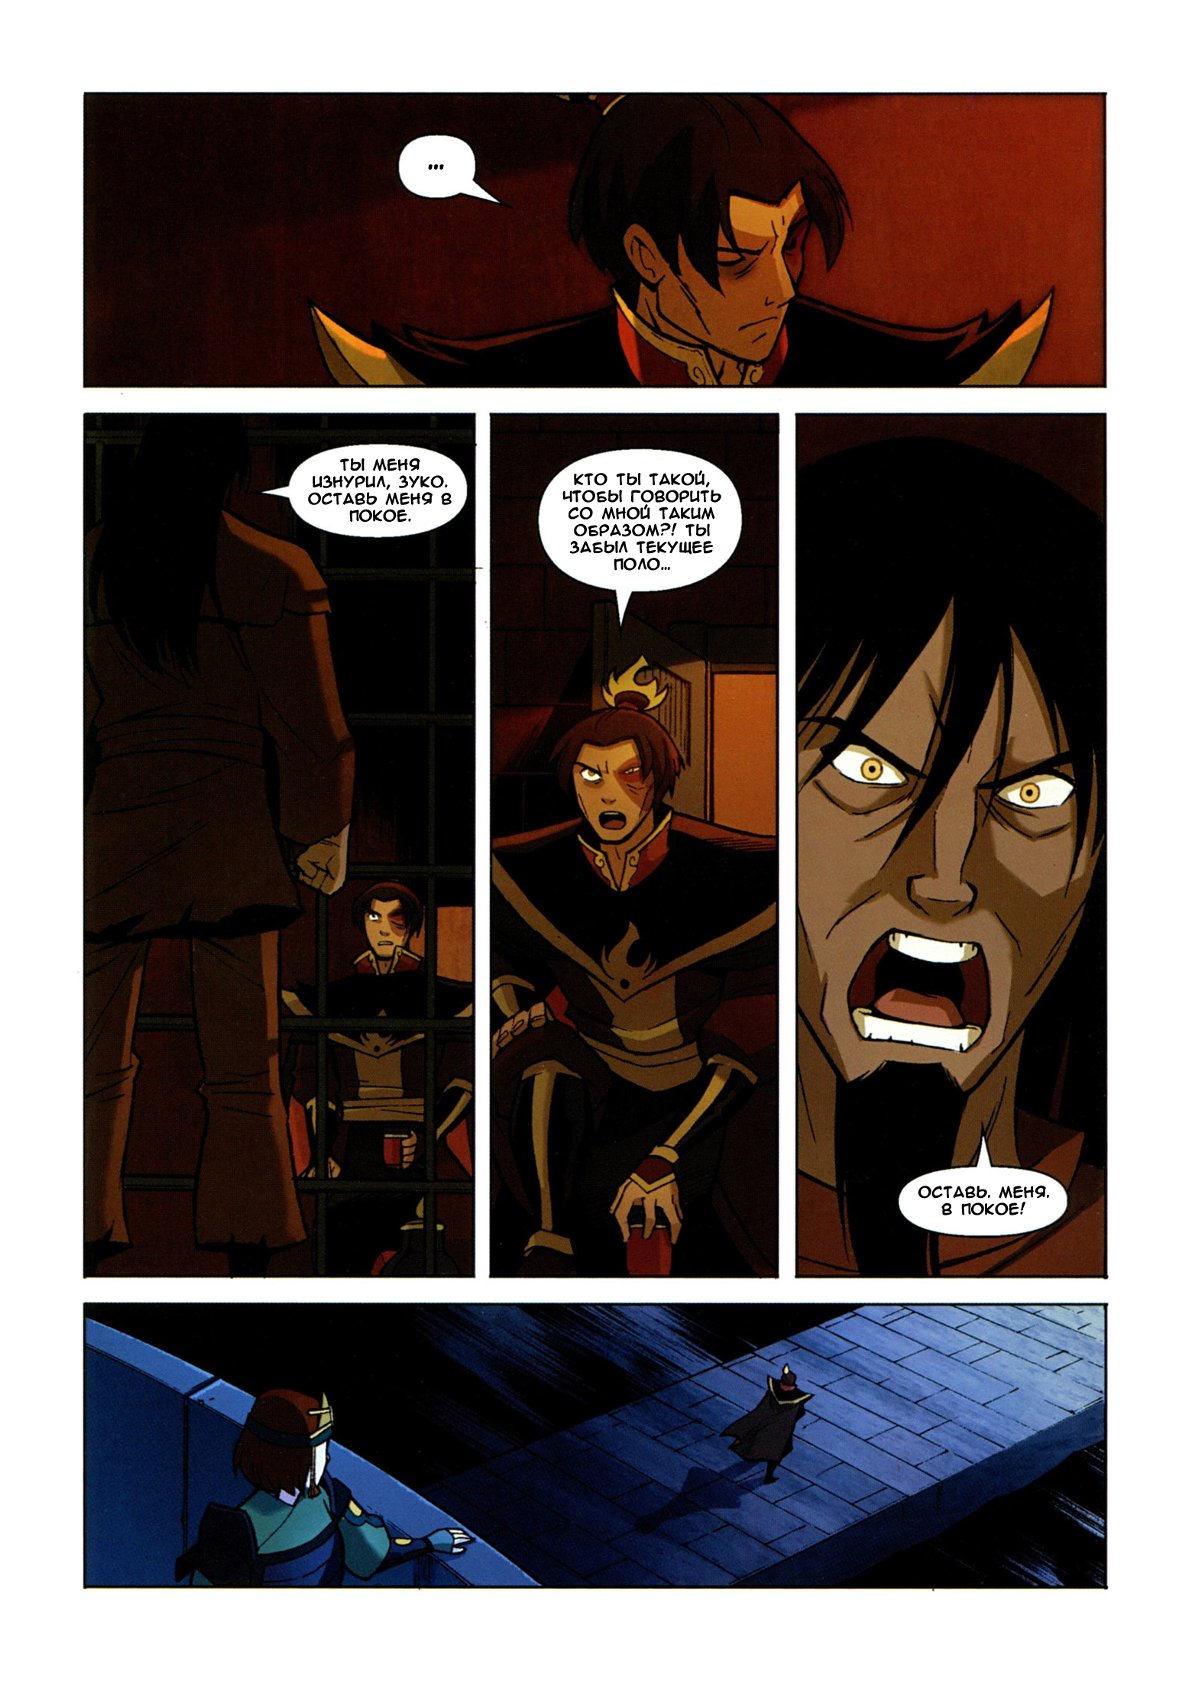 ...
ТЫ МЕНЯ
ИЗНУРИЛ, ЗУКО.
ОСТАВЬ МЕНЯ В
ПОКОЕ.
КТО ТЫ ТАКОЙ,
ЧТОБЫ ГОВОРИТЬ
СО МНОЙ ТАКИМ
ОБРАЗОМ?! ТЫ
ЗАБЫЛ ТЕКУЩЕЕ
ПОЛО...
ОСТАВЬ. МЕНЯ.
В ПОКОЕ!